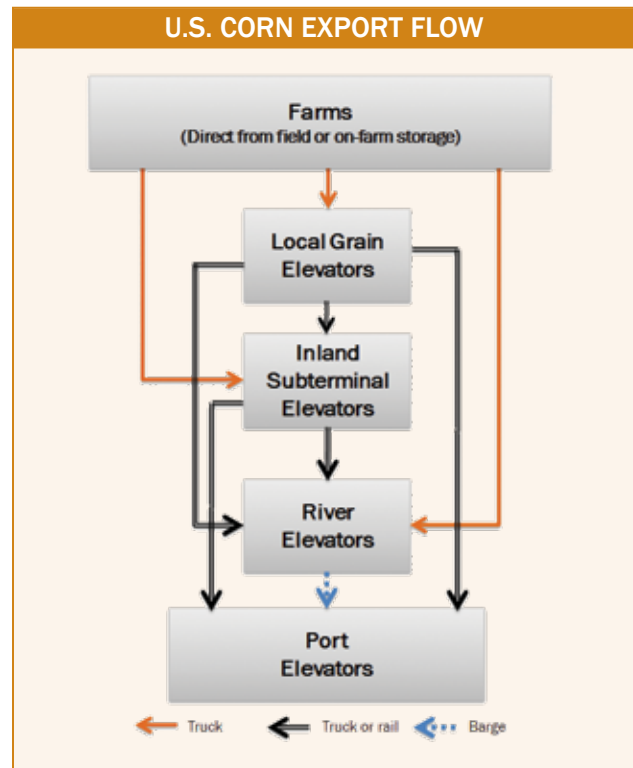 U.S. CORN EXPORT FLOW
Farms
(Direct from field or on-farm storage)
Local Grain
Elevators
Inland
Subterminal
Elevators
River
Elevators
Port
Elevators
Truck
Truck or rail
Barge